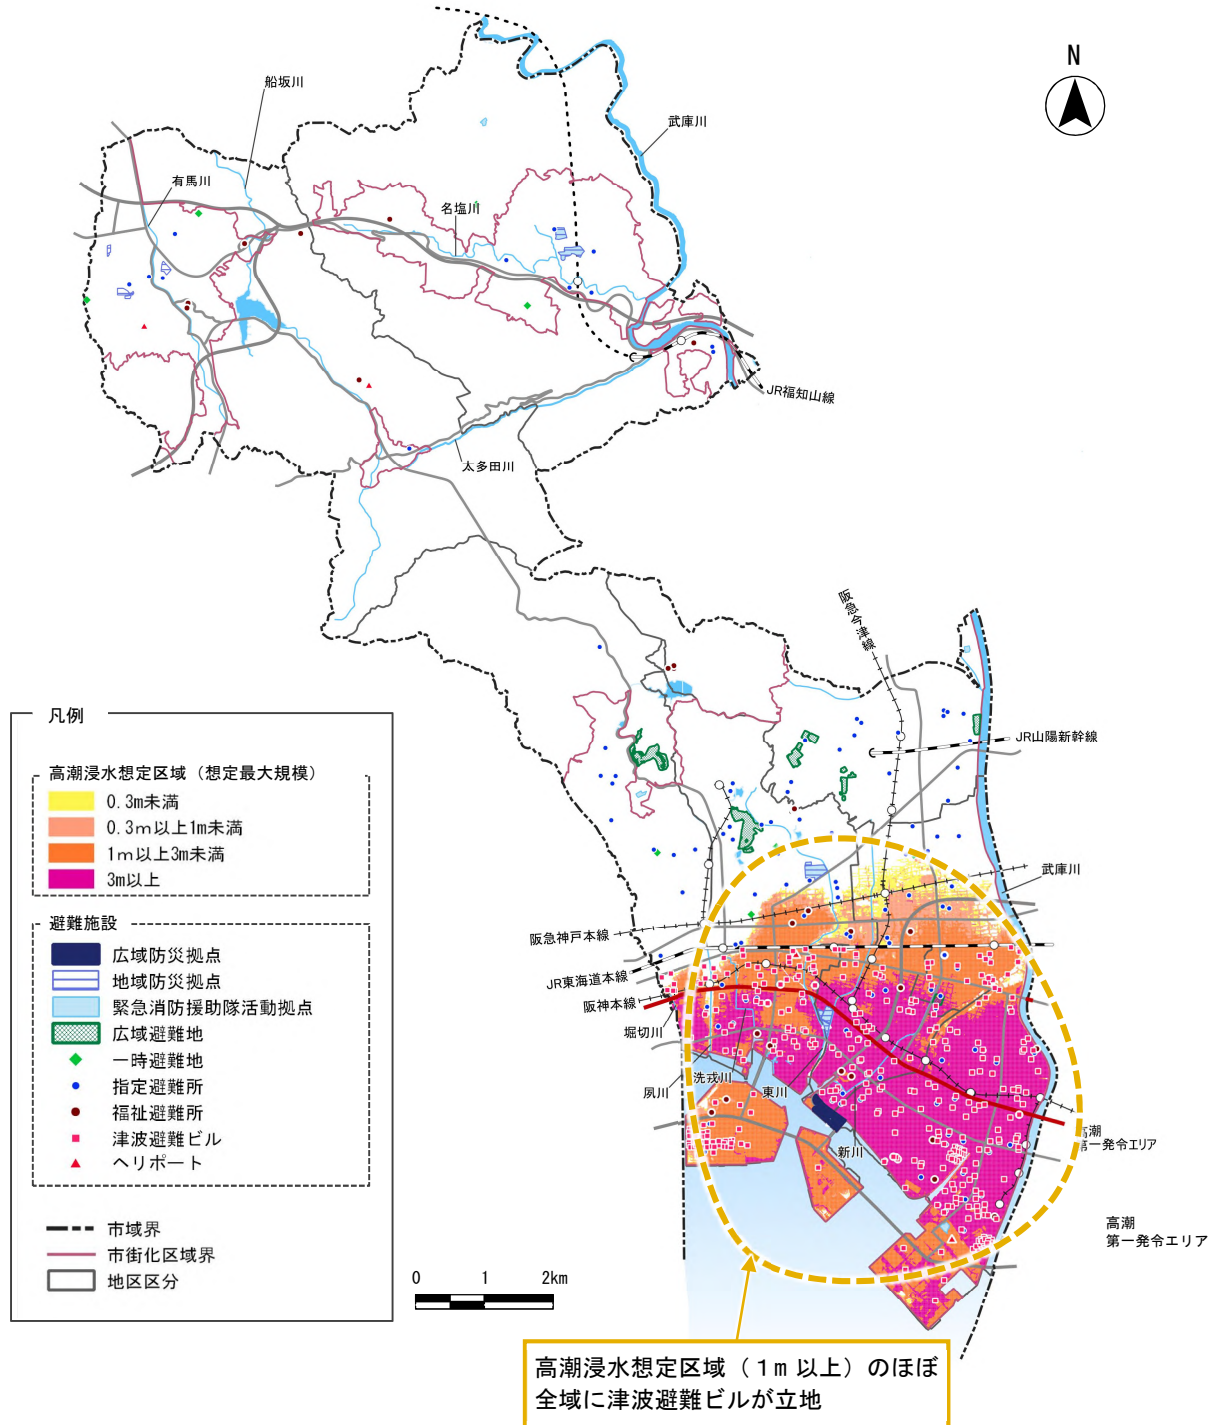 N
船坂川
武庫川
有馬川
名塩川
JR福知山線
太多田川
阪急今津線
JR山陽新幹線
武庫川
阪急神戸本線
JR東海道本線
阪神本線
堀切川
夙川
洗戎川
東川
新川
高潮
第一発令エリア
高潮
第一発令エリア
凡例
高潮浸水想定区域（想定最大規模）
0.3m未満
0.3m以上1m未満
1m以上3m未満
3m以上
避難施設
広域防災拠点
地域防災拠点
緊急消防援助隊活動拠点
広域避難地
一時避難地
指定避難所
福祉避難所
津波避難ビル
ヘリポート
市域界
市街化区域界
地区区分
0 1 2km
高潮浸水想定区域（1m以上）のほぼ
全域に津波避難ビルが立地